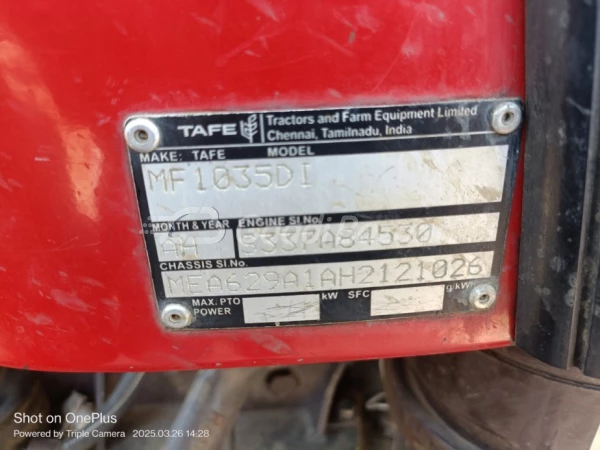 TAFE Tractors and Farm Equipment Limited
Chennai, Tamilnadu, India
MAKE: TAFE MODEL
MF1035DI
MONTH & YEAR ENGINE Sl.No.
AH
CHASSIS Sl.No.
MEA629A1AH2121026
MAX. PTO POWER kW SFC g/kW
Shot on OnePlus
Powered by Triple Camera 2025.03.26 14:28